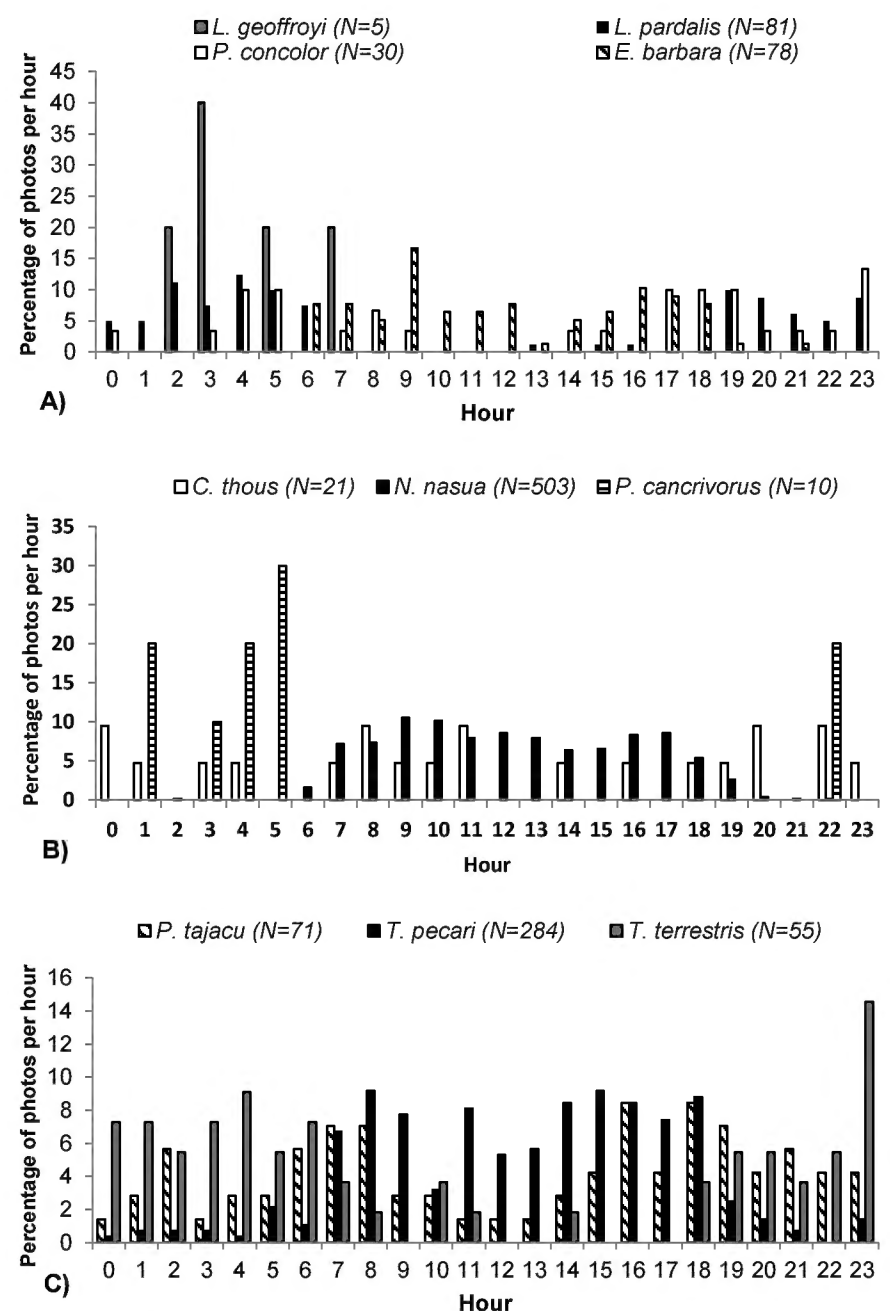 L. geoffroyi (N=5) L. pardalis (N=81)
P. concolor (N=30) E. barbara (N=78)
Percentage of photos per hour
45
40
35
30
25
20
15
10
5
0
0 1 2 3 4 5 6 7 8 9 10 11 12 13 14 15 16 17 18 19 20 21 22 23
A)
Hour
C. thous (N=21) N. nasua (N=503) P. cancrivorus (N=10)
Percentage of photos per hour
35
30
25
20
15
10
5
0
0 1 2 3 4 5 6 7 8 9 10 11 12 13 14 15 16 17 18 19 20 21 22 23
B)
Hour
P. tajacu (N=71) T. pecari (N=284) T. terrestris (N=55)
Percentage of photos per hour
16
14
12
10
8
6
4
2
0
0 1 2 3 4 5 6 7 8 9 10 11 12 13 14 15 16 17 18 19 20 21 22 23
C)
Hour